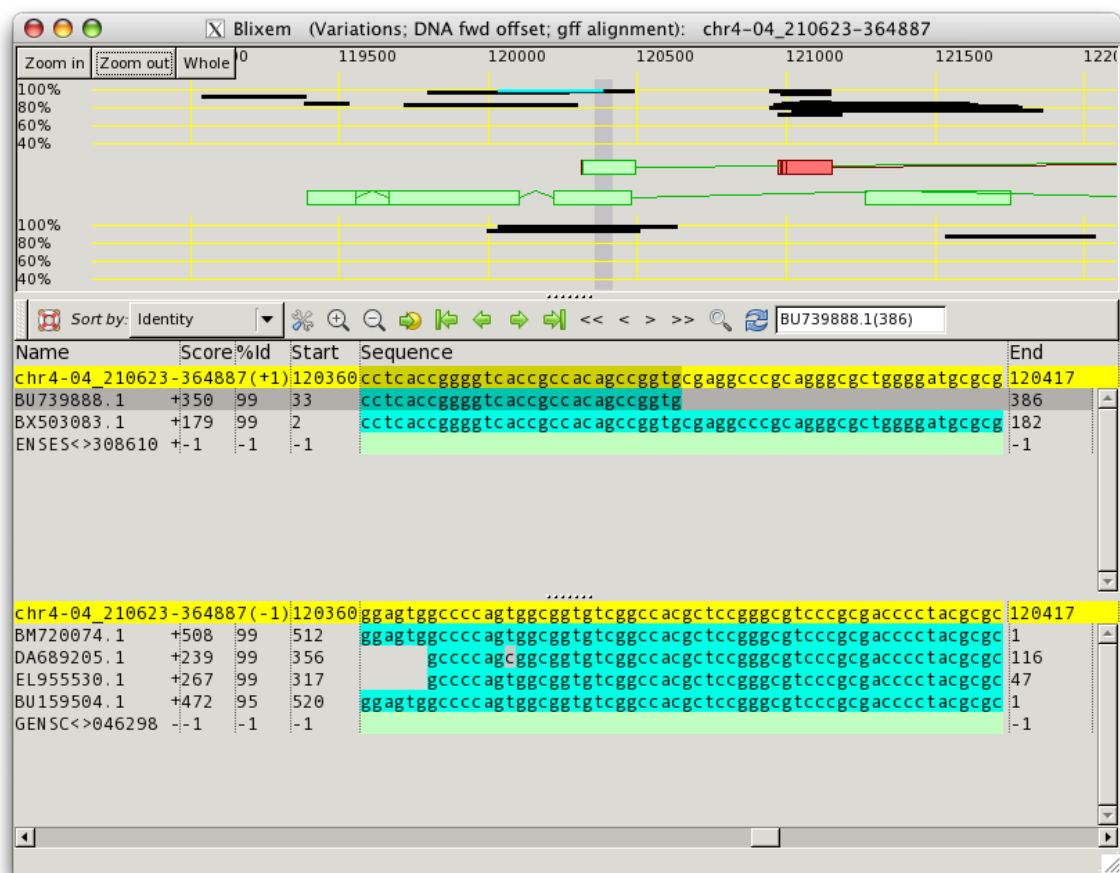 Blixem (Variations; DNA fwd offset; gff alignment): chr4-04_210623-364887
Zoom in Zoom out Whole 119500 120000 120500 121000 121500
100%
80%
60%
40%
100%
80%
60%
40%
Sort by: Identity << < > >> BU739888.1(386)
Name Score %Id Start Sequence End
chr4-04_210623-364887(+1) 120360 cctcaccggggtcaccgccacagccggtgcgaggcccgcagggcgctggggatgcgcg 120417
BU739888.1 +350 99 33 cctcaccggggtcaccgccacagccggtg 386
BX503083.1 +179 99 2 cctcaccggggtcaccgccacagccggtgcgaggcccgcagggcgctggggatgcgcg 182
ENSES<>308610 +-1 -1 -1 -1
chr4-04_210623-364887(-1) 120360 ggagtggccccagtggcggtgtcggccacgctccgggcgtcccgcgacccctacgcgc 120417
BM720074.1 +508 99 512 ggagtggccccagtggcggtgtcggccacgctccgggcgtcccgcgacccctacgcgc 1
DA689205.1 +239 99 356 gccccagcggcggtgtcggccacgctccgggcgtcccgcgacccctacgcgc 116
EL955530.1 +267 99 317 gccccagtggcggtgtcggccacgctccgggcgtcccgcgacccctacgcgc 47
BU159504.1 +472 95 520 ggagtggccccagtggcggtgtcggccacgctccgggcgtcccgcgacccctacgcgc 1
GENSC<>046298 --1 -1 -1 -1